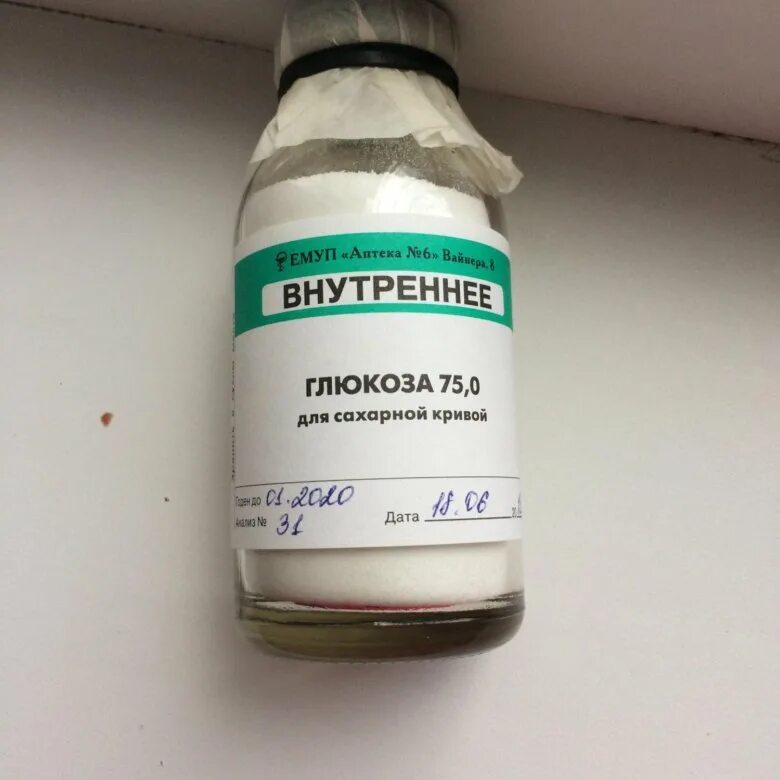 ЕМУП «Аптека №6» Вайнера, 8
ВНУТРЕННЕЕ
ГЛЮКОЗА 75,0
для сахарной кривой
Годен до 01.2020
Анализ № 31
Дата 18.06